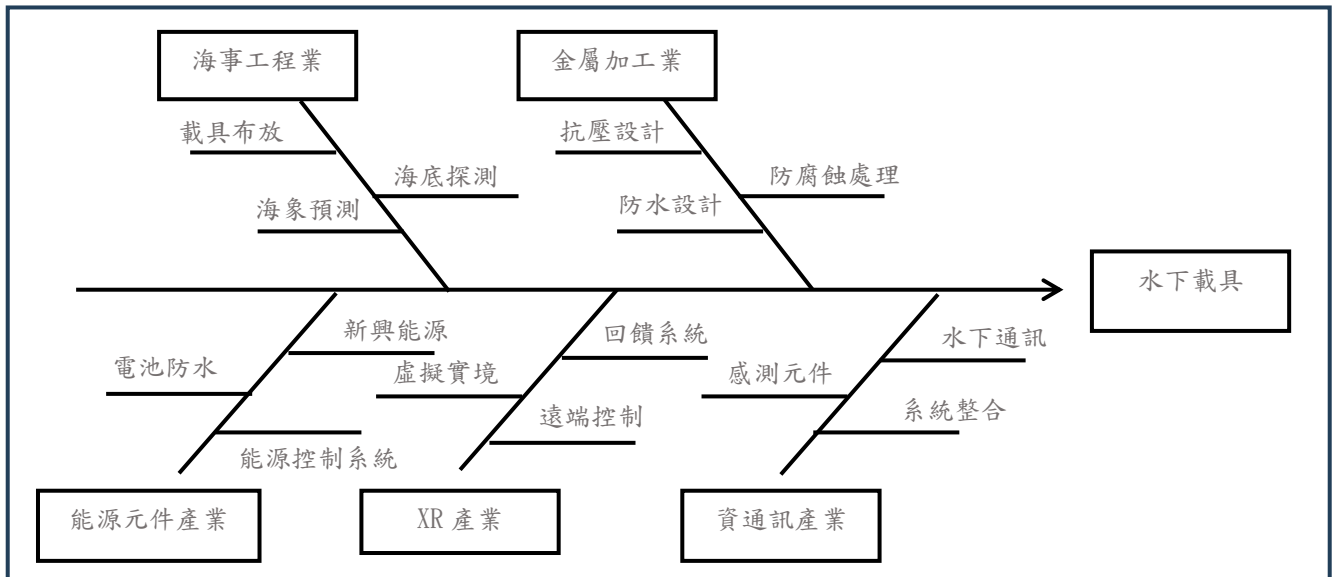 海事工程業
金屬加工業
載具布放
抗壓設計
海底探測
防腐蝕處理
海象預測
防水設計
水下載具
新興能源
回饋系統
水下通訊
電池防水
虛擬實境
感測元件
遠端控制
系統整合
能源控制系統
能源元件產業
XR 產業
資通訊產業